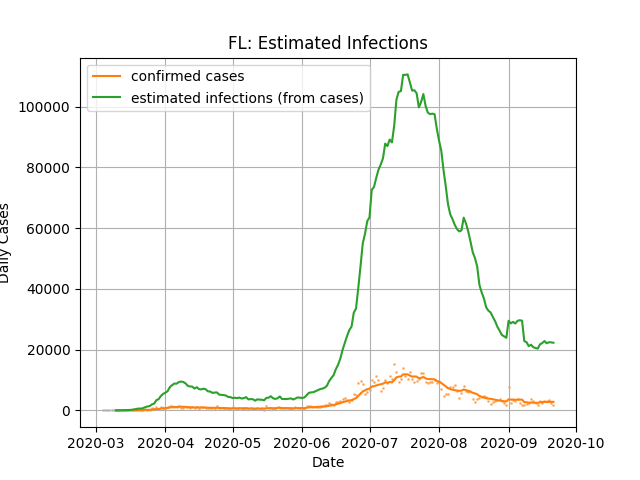 FL: Estimated Infections
confirmed cases
estimated infections (from cases)
Daily Cases
100000
80000
60000
40000
20000
0
2020-03 2020-04 2020-05 2020-06 2020-07 2020-08 2020-09 2020-10
Date